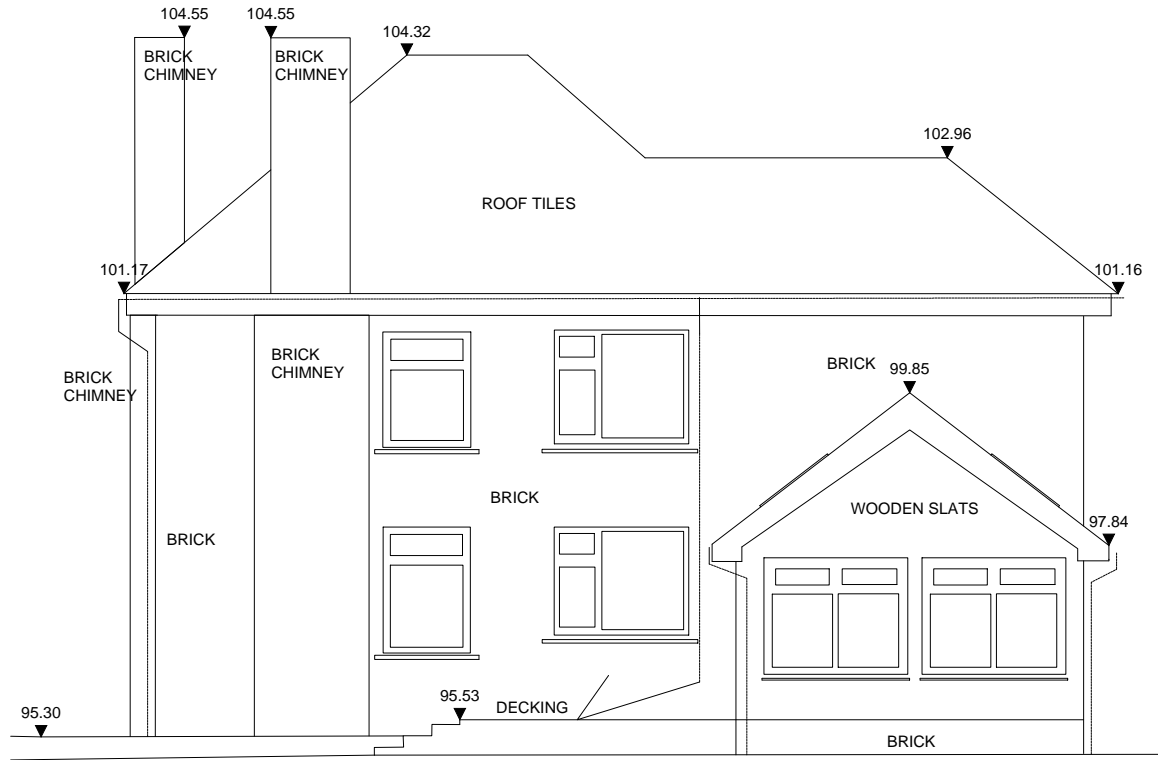 104.55
104.55
104.32
BRICK
CHIMNEY
BRICK
CHIMNEY
102.96
ROOF TILES
101.17
101.16
BRICK
CHIMNEY
BRICK
CHIMNEY
BRICK
99.85
BRICK
WOODEN SLATS
97.84
BRICK
95.30
95.53
DECKING
BRICK